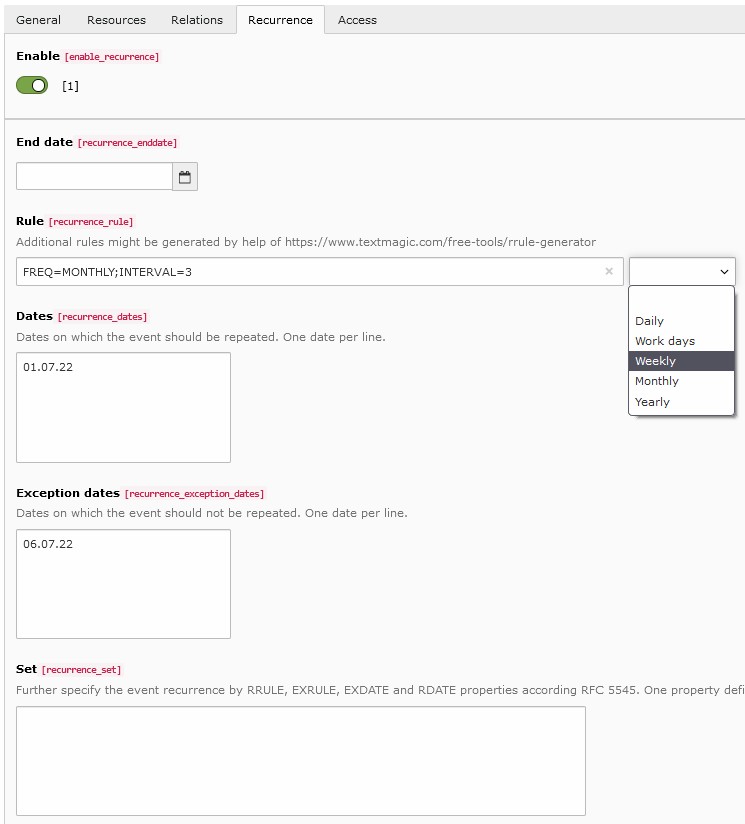 General Resources Relations Recurrence Access
Enable [enable_recurrence]
[1]
End date [recurrence_enddate]
Rule [recurrence_rule]
Additional rules might be generated by help of https://www.textmagic.com/free-tools/rrule-generator
FREQ=MONTHLY;INTERVAL=3
Daily
Work days
Weekly
Monthly
Yearly
Dates [recurrence_dates]
Dates on which the event should be repeated. One date per line.
01.07.22
Exception dates [recurrence_exception_dates]
Dates on which the event should not be repeated. One date per line.
06.07.22
Set [recurrence_set]
Further specify the event recurrence by RRULE, EXRULE, EXDATE and RDATE properties according RFC 5545. One property defi